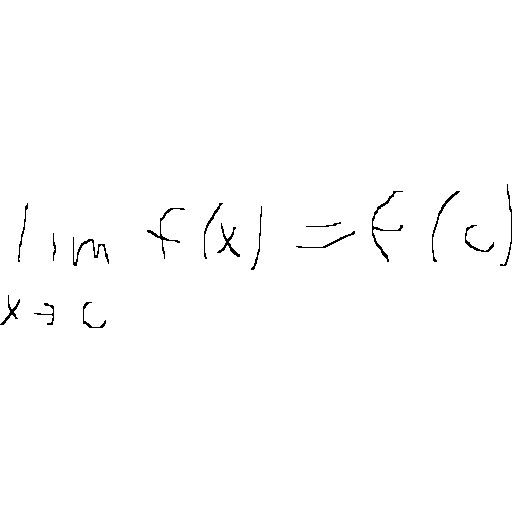 lim f(x) = f(c)
x→c